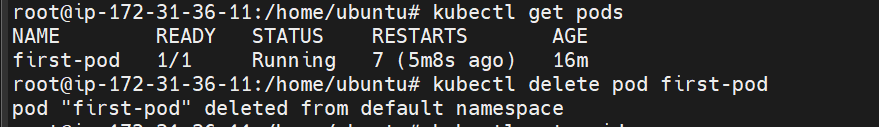 root@ip-172-31-36-11:/home/ubuntu# kubectl get pods
NAME        READY   STATUS    RESTARTS        AGE
first-pod   1/1     Running   7 (5m8s ago)    16m
root@ip-172-31-36-11:/home/ubuntu# kubectl delete pod first-pod
pod "first-pod" deleted from default namespace